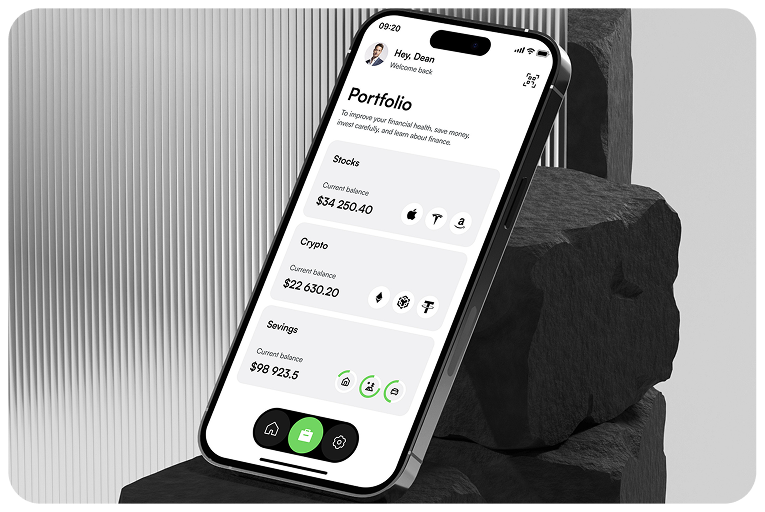 09:20
Hey, Dean
Welcome back
Portfolio
To improve your financial health, save money,
invest carefully, and learn about finance.
Stocks
Current balance
$34 250.40
Crypto
Current balance
$22 630.20
Sevings
Current balance
$98 923.5